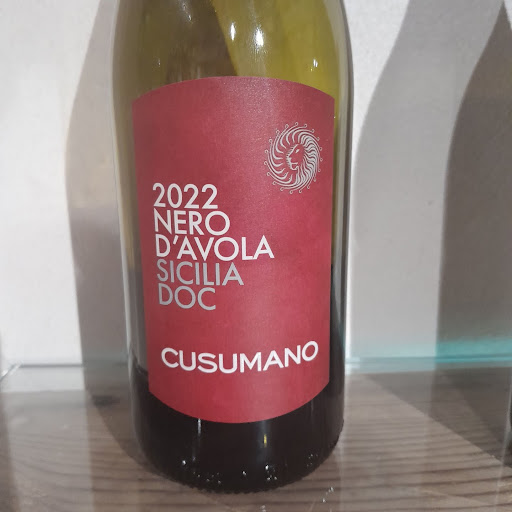 2022
NERO
D'AVOLA
SICILIA
DOC
CUSUMANO